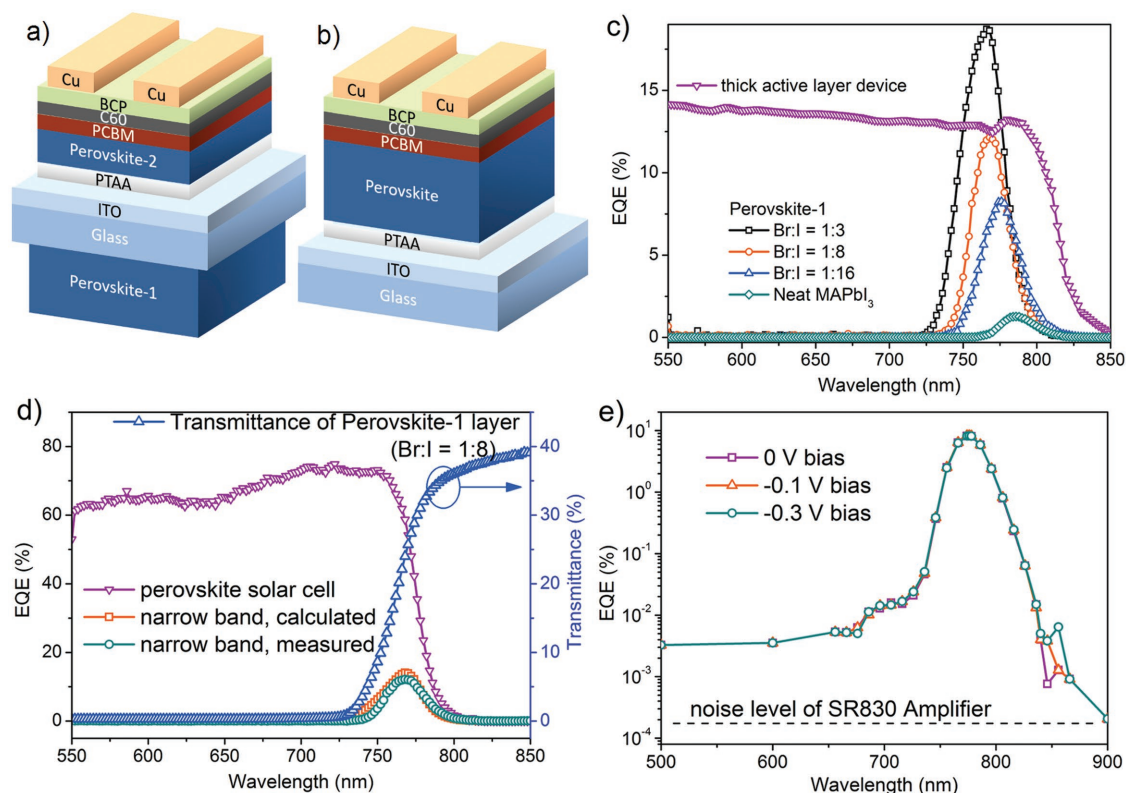 a)
Cu
Cu
BCP
C60
PCBM
Perovskite-2
PTAA
ITO
Glass
Perovskite-1
b)
Cu
Cu
BCP
C60
PCBM
Perovskite
PTAA
ITO
Glass
c)
thick active layer device
Perovskite-1
Br:I = 1:3
Br:I = 1:8
Br:I = 1:16
Neat MAPbI₃
EQE (%)
15
10
5
0
550 600 650 700 750 800 850
Wavelength (nm)
d)
Transmittance of Perovskite-1 layer
(Br:I = 1:8)
perovskite solar cell
narrow band, calculated
narrow band, measured
EQE (%)
80
60
40
20
0
Transmittance (%)
40
30
20
10
0
550 600 650 700 750 800 850
Wavelength (nm)
e)
0 V bias
-0.1 V bias
-0.3 V bias
noise level of SR830 Amplifier
EQE (%)
10¹
10⁰
10⁻¹
10⁻²
10⁻³
10⁻⁴
500 600 700 800 900
Wavelength (nm)